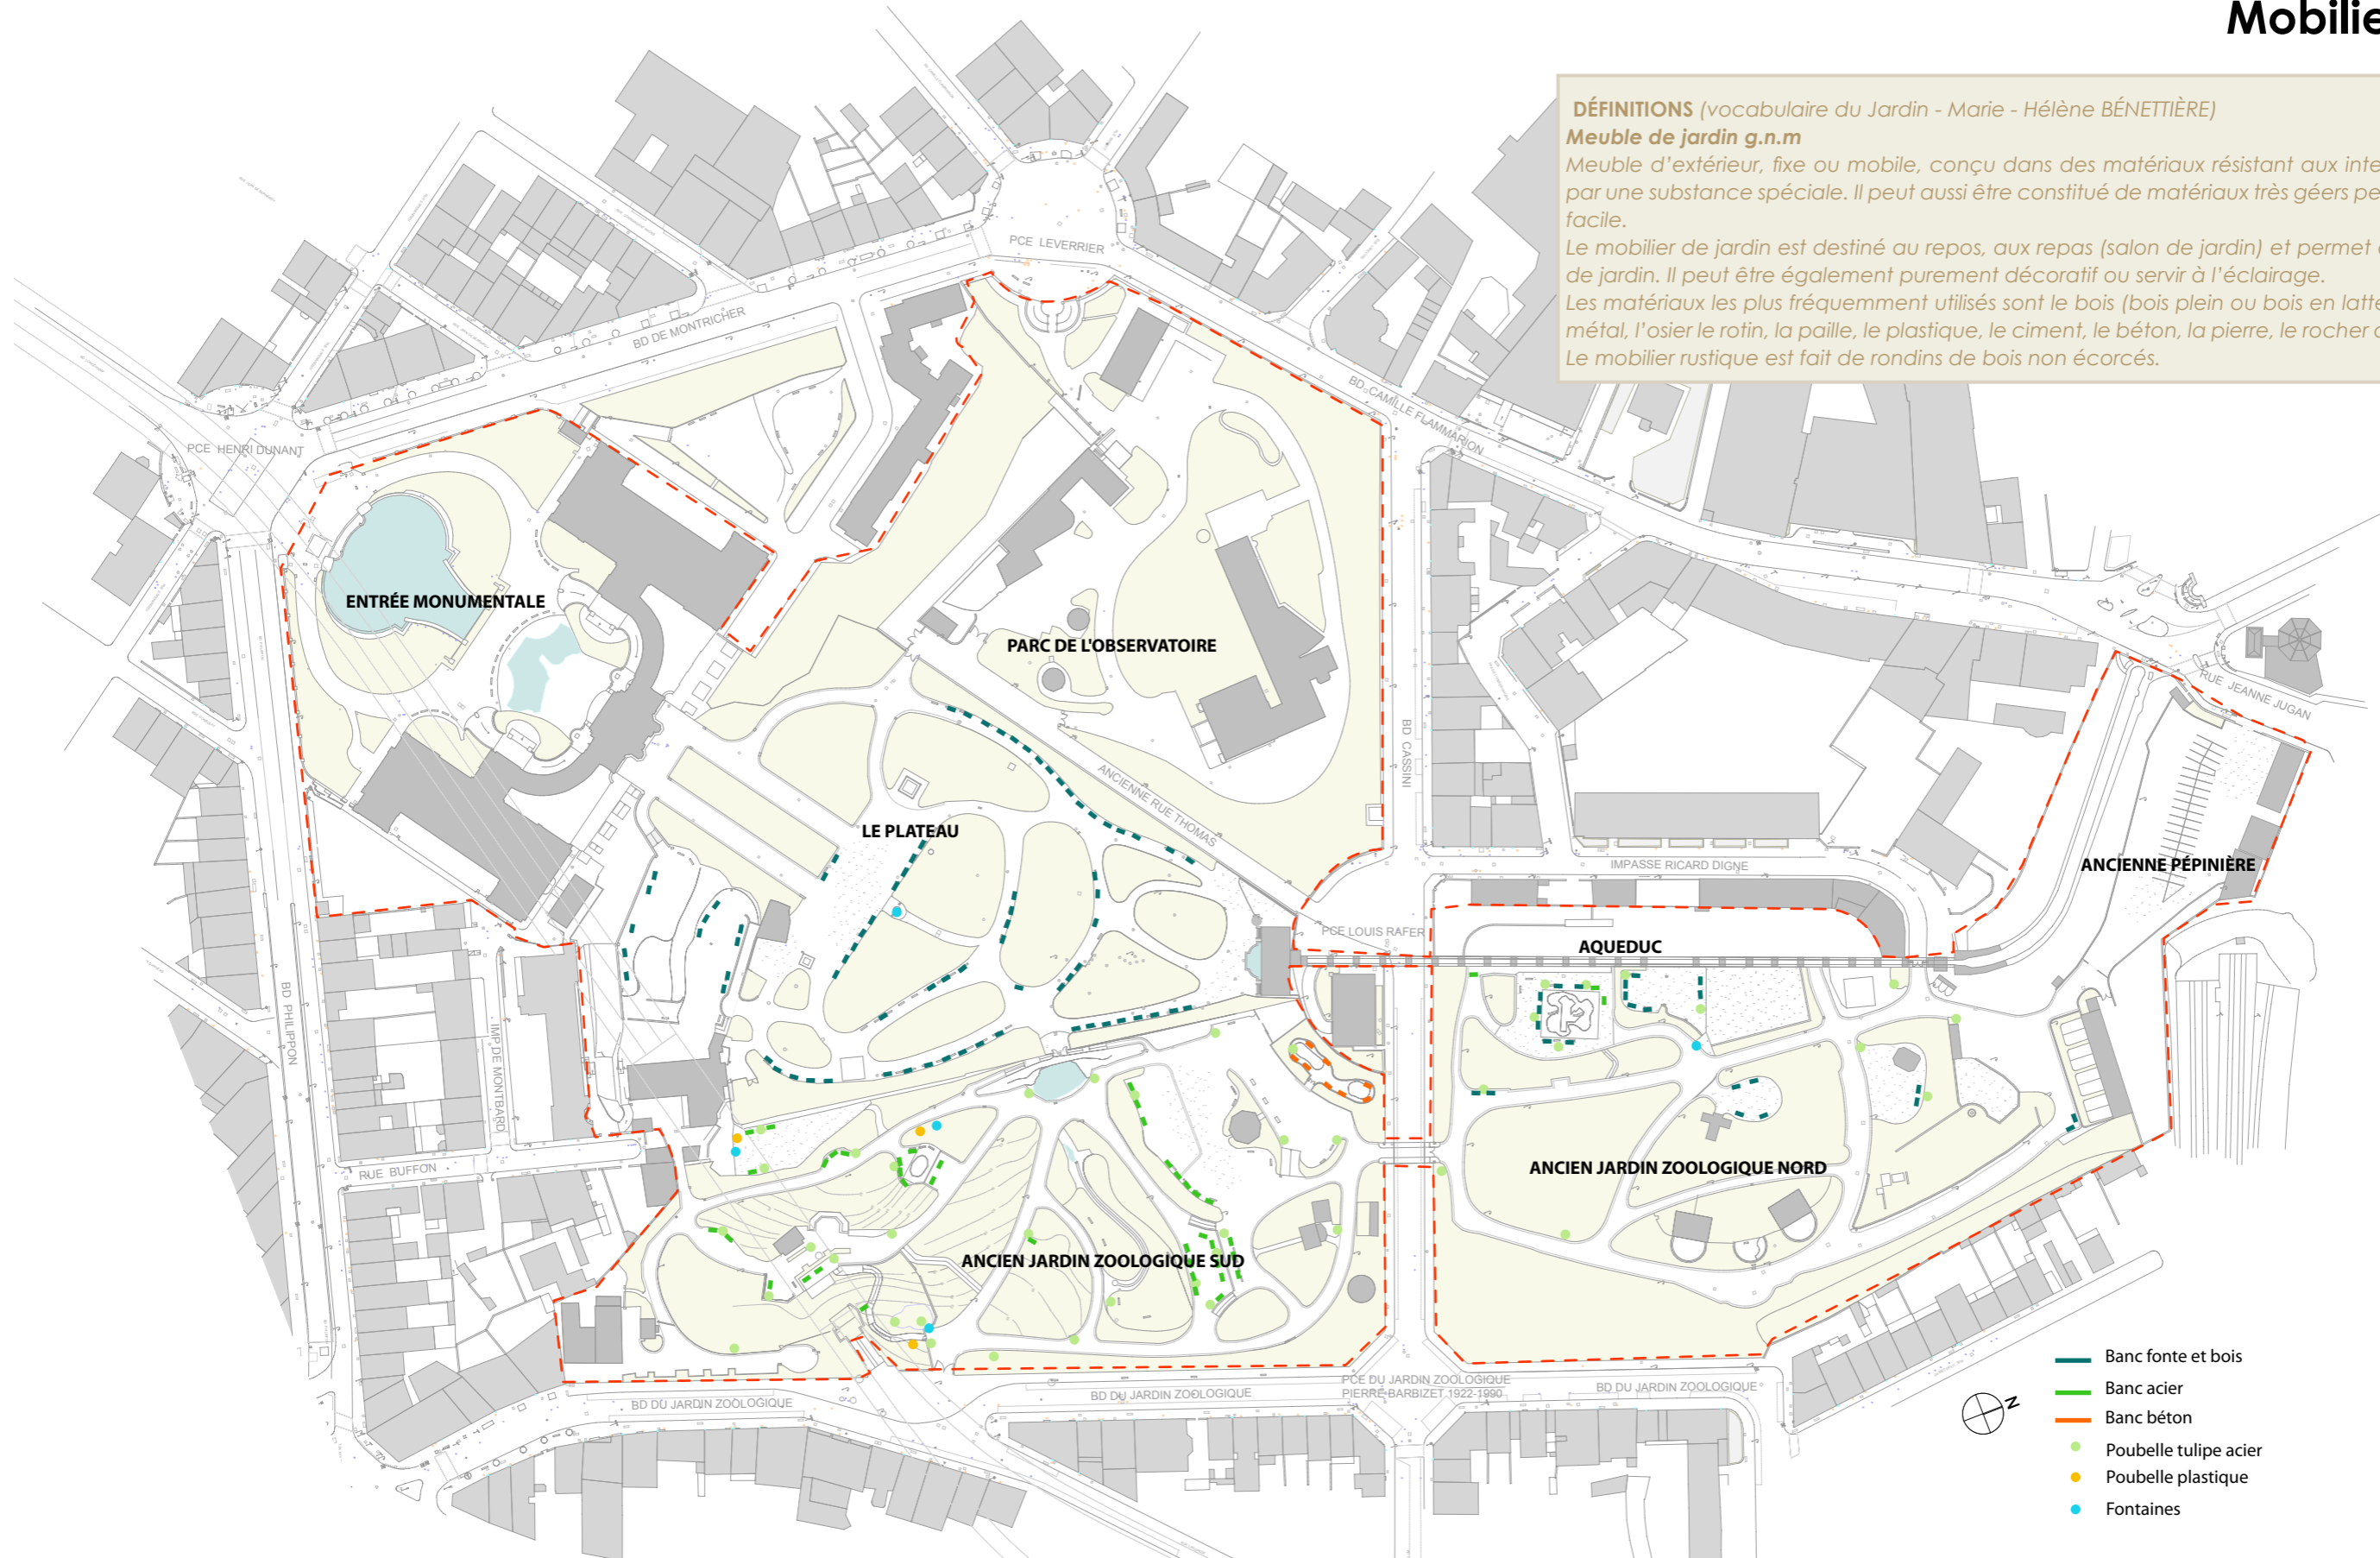 Mobilie
DÉFINITIONS (vocabulaire du Jardin - Marie - Hélène BÉNETTIÈRE)
Meuble de jardin g.n.m
Meuble d'extérieur, fixe ou mobile, conçu dans des matériaux résistant aux inte
par une substance spéciale. Il peut aussi être constitué de matériaux très géers pe
facile.
Le mobilier de jardin est destiné au repos, aux repas (salon de jardin) et permet
de jardin. Il peut être également purement décoratif ou servir à l'éclairage.
Les matériaux les plus fréquemment utilisés sont le bois (bois plein ou bois en latte
métal, l'osier le rotin, la paille, le plastique, le ciment, le béton, la pierre, le rocher
Le mobilier rustique est fait de rondins de bois non écorcés.
PCE LEVERRIER
BD DE MONTRICHER
BD CAMILLE FLAMMARION
PCE HENRI DUNANT
ENTRÉE MONUMENTALE
PARC DE L'OBSERVATOIRE
RUE JEANNE JUGAN
BD CASSINI
ANCIENNE RUE THOMAS
LE PLATEAU
IMPASSE RICARD DIGNE
ANCIENNE PÉPINIÈRE
PCE LOUIS RAFER
AQUEDUC
BD PHILIPPON
IMP DE MONTBARD
RUE BUFFON
ANCIEN JARDIN ZOOLOGIQUE NORD
ANCIEN JARDIN ZOOLOGIQUE SUD
BD DU JARDIN ZOOLOGIQUE
BD DU JARDIN ZOOLOGIQUE
PCE DU JARDIN ZOOLOGIQUE
PIERRE BARBIZET 1922-1990
BD DU JARDIN ZOOLOGIQUE
N
Banc fonte et bois
Banc acier
Banc béton
Poubelle tulipe acier
Poubelle plastique
Fontaines